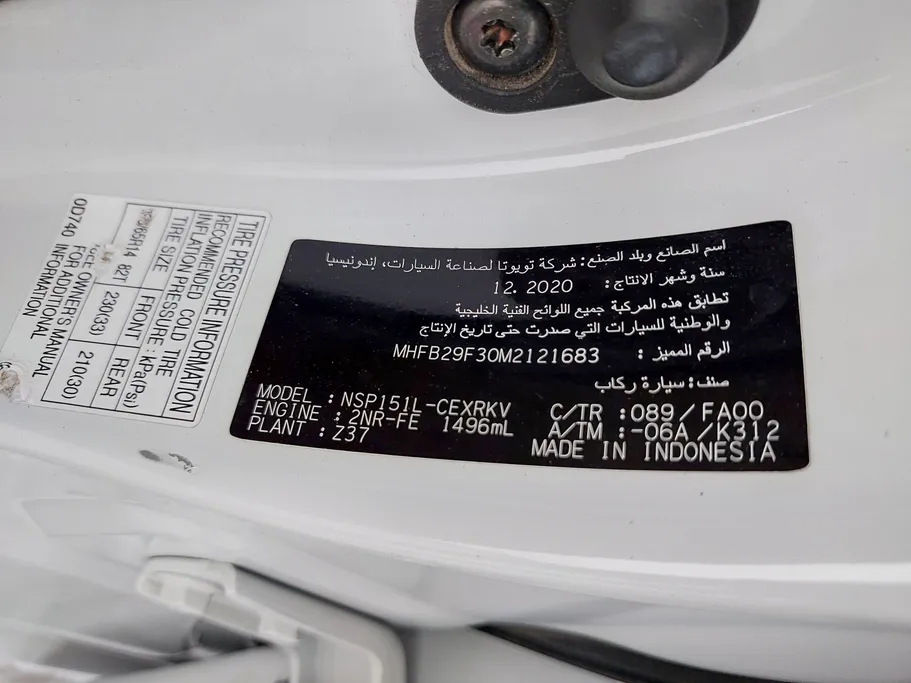 اسم الصانع وبلد الصنع: شركة تويوتا لصناعة السيارات، إندونيسيا
سنة وشهر الإنتاج: 12. 2020
تطابق هذه المركبة جميع اللوائح الفنية الخليجية
والوطنية للسيارات التي صدرت حتى تاريخ الإنتاج
الرقم المميز: MHFB29F30M2121683
صنف: سيارة ركاب
MODEL : NSP151L-CEXRKV
ENGINE : 2NR-FE 1496mL
PLANT : Z37
C/TR :089/FA00
A/TM :-06A/K312
MADE IN INDONESIA
TIRE PRESSURE INFORMATION
RECOMMENDED COLD TIRE
INFLATION PRESSURE : kPa(Psi)
TIRE SIZE FRONT REAR
82T 230(33) 210(30)
OWNER'S MANUAL
FOR ADDITIONAL
INFORMATION
0D740